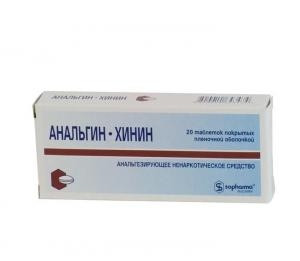 АНАЛЬГИН • ХИНИН
20 таблеток покрытых
пленочной оболочкой
АНАЛЬГЕЗИРУЮЩЕЕ НЕНАРКОТИЧЕСКОЕ СРЕДСТВО
sopharma